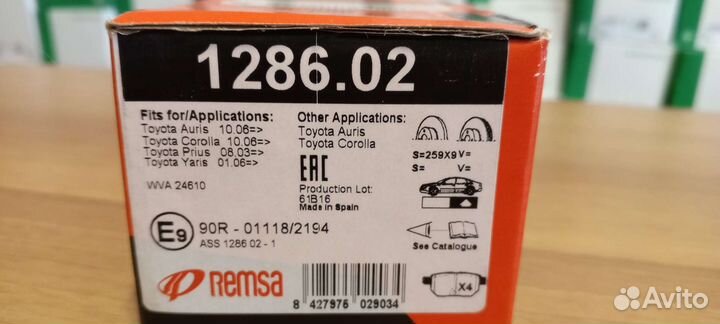 1286.02
Fits for/Applications:
Toyota Auris 10.06=>
Toyota Corolla 10.06=>
Toyota Prius 08.03=>
Toyota Yaris 01.06=>
WVA 24610
Other Applications:
Toyota Auris
Toyota Corolla
EAC
Production Lot:
61B16
Made in Spain
S=259X9 V=
S= V=
See Catalogue
E9
90R - 01118/2194
ASS 1286 02 - 1
REMSA
8 427975 029034
X4
Avito